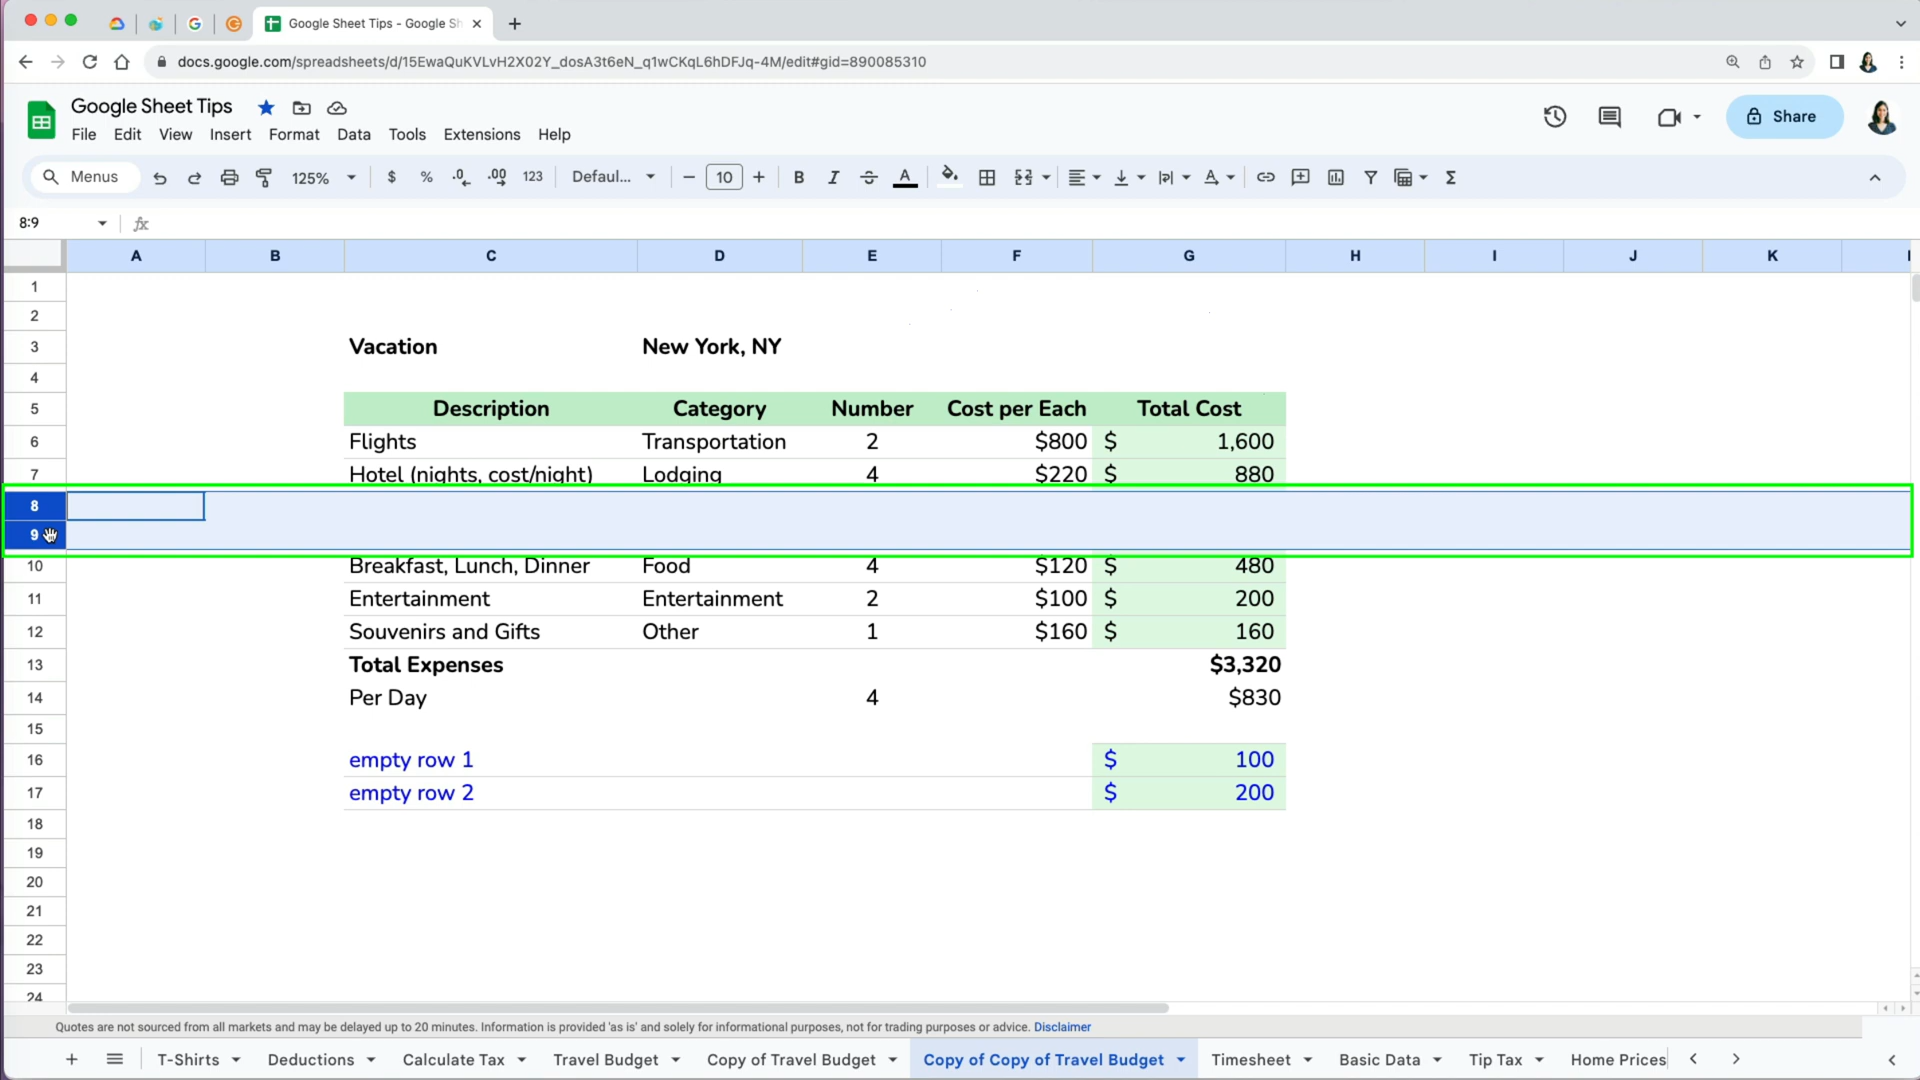 Google Sheet Tips - Google Sh
docs.google.com/spreadsheets/d/15EwaQuKVLvH2X02Y_dosA3t6eN_q1wCKqL6hDFJq-4M/edit#gid=890085310
Google Sheet Tips
File Edit View Insert Format Data Tools Extensions Help
Share
Menus 125% $ % .0 .00 123 Defaul... 10 B I A Σ
8:9 fx
A B C D E F G H I J K
1
2
3 Vacation New York, NY
4
5 Description Category Number Cost per Each Total Cost
6 Flights Transportation 2 $800 $ 1,600
7 Hotel (nights, cost/night) Lodging 4 $220 $ 880
8
9
10 Breakfast, Lunch, Dinner Food 4 $120 $ 480
11 Entertainment Entertainment 2 $100 $ 200
12 Souvenirs and Gifts Other 1 $160 $ 160
13 Total Expenses $3,320
14 Per Day 4 $830
15
16 empty row 1 $ 100
17 empty row 2 $ 200
18
19
20
21
22
23
24
Quotes are not sourced from all markets and may be delayed up to 20 minutes. Information is provided 'as is' and solely for informational purposes, not for trading purposes or advice. Disclaimer
T-Shirts Deductions Calculate Tax Travel Budget Copy of Travel Budget Copy of Copy of Travel Budget Timesheet Basic Data Tip Tax Home Prices